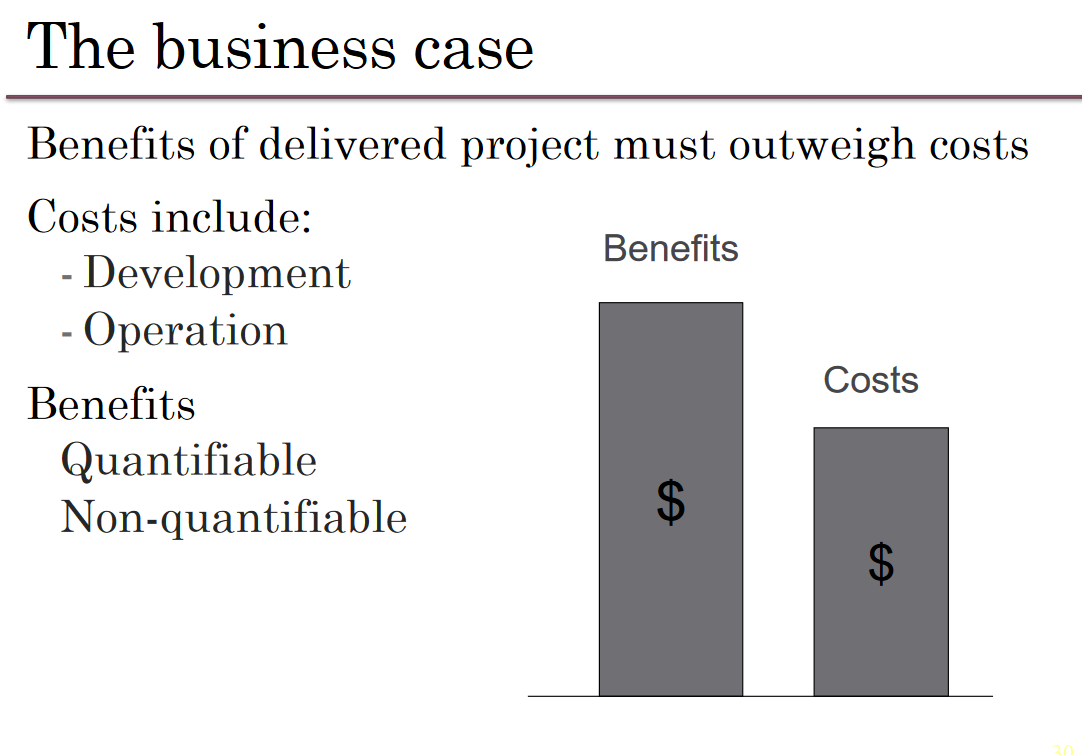 The business case
Benefits of delivered project must outweigh costs
Costs include:
- Development
- Operation
Benefits
Quantifiable
Non-quantifiable
Benefits
Costs
$
$
30